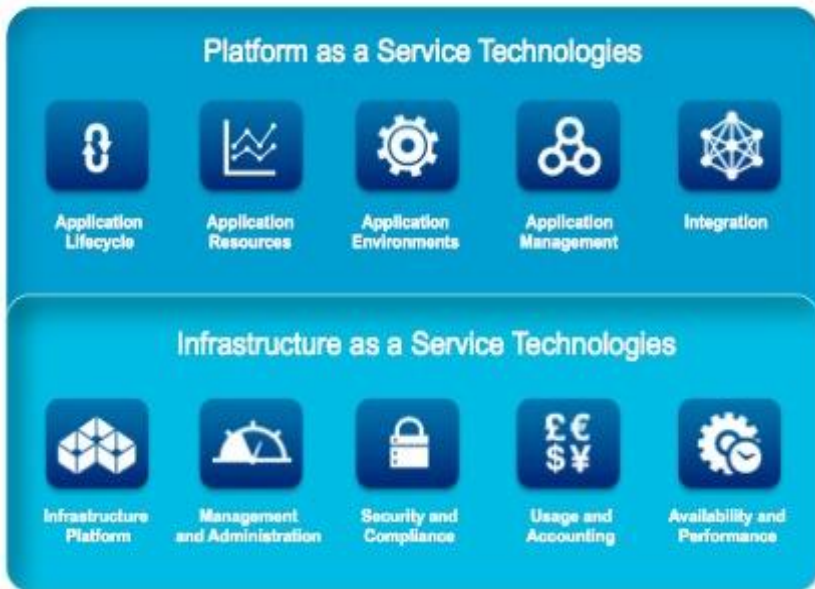 Platform as a Service Technologies
Application
Lifecycle
Application
Resources
Application
Environments
Application
Management
Integration
Infrastructure as a Service Technologies
£ €
$ ¥
Infrastructure
Platform
Management
and Administration
Security and
Compliance
Usage and
Accounting
Availability and
Performance